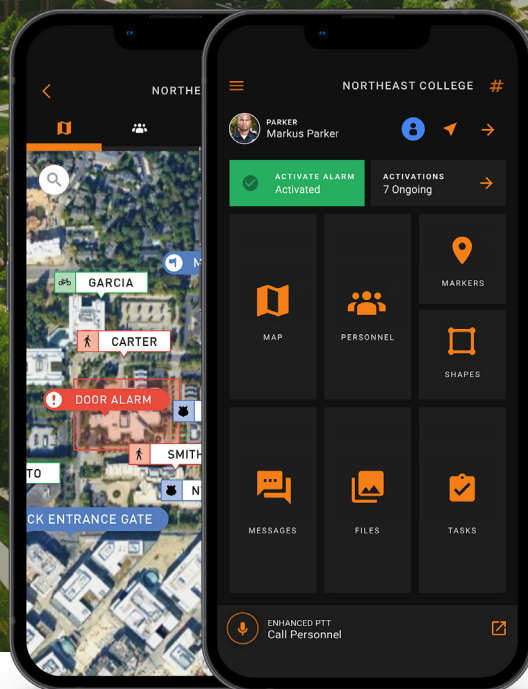 NORTHE
GARCIA
CARTER
DOOR ALARM
SMITH
TO
N
CK ENTRANCE GATE
NORTHEAST COLLEGE #
PARKER
Markus Parker
ACTIVATE ALARM
Activated
ACTIVATIONS
7 Ongoing
MAP
PERSONNEL
MARKERS
SHAPES
MESSAGES
FILES
TASKS
ENHANCED PTT
Call Personnel